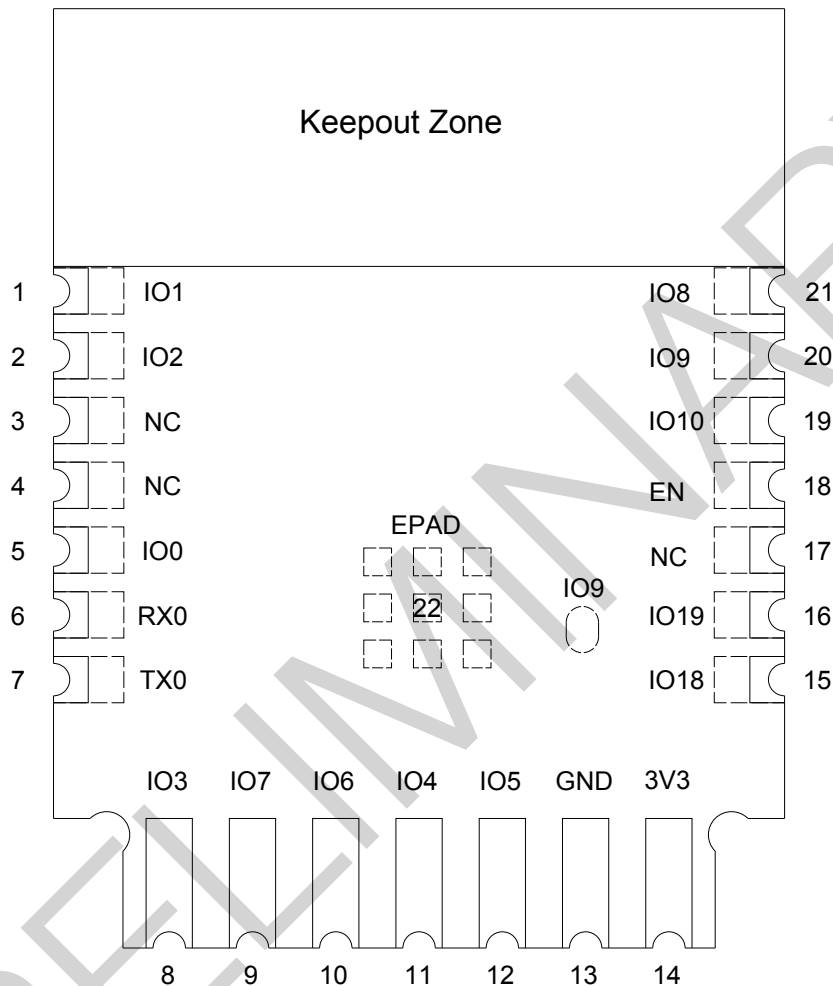 Keepout Zone
1 IO1 IO8 21
2 IO2 IO9 20
3 NC IO10 19
4 NC EN 18
EPAD
5 IO0 NC 17
IO9
6 RX0 22 IO19 16
7 TX0 IO18 15
IO3 IO7 IO6 IO4 IO5 GND 3V3
8 9 10 11 12 13 14
RELIMINAR